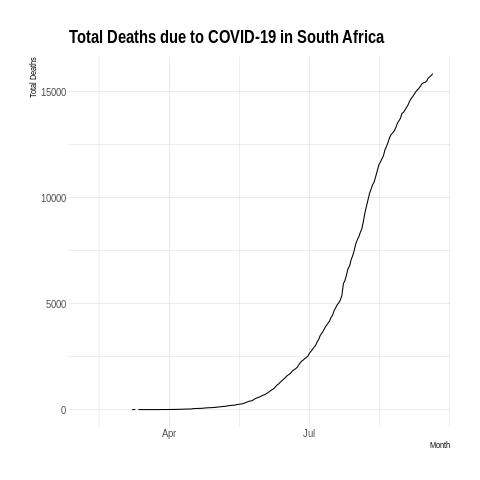 Total Deaths due to COVID-19 in South Africa
Total Deaths
15000
10000
5000
0
Apr
Jul
Month